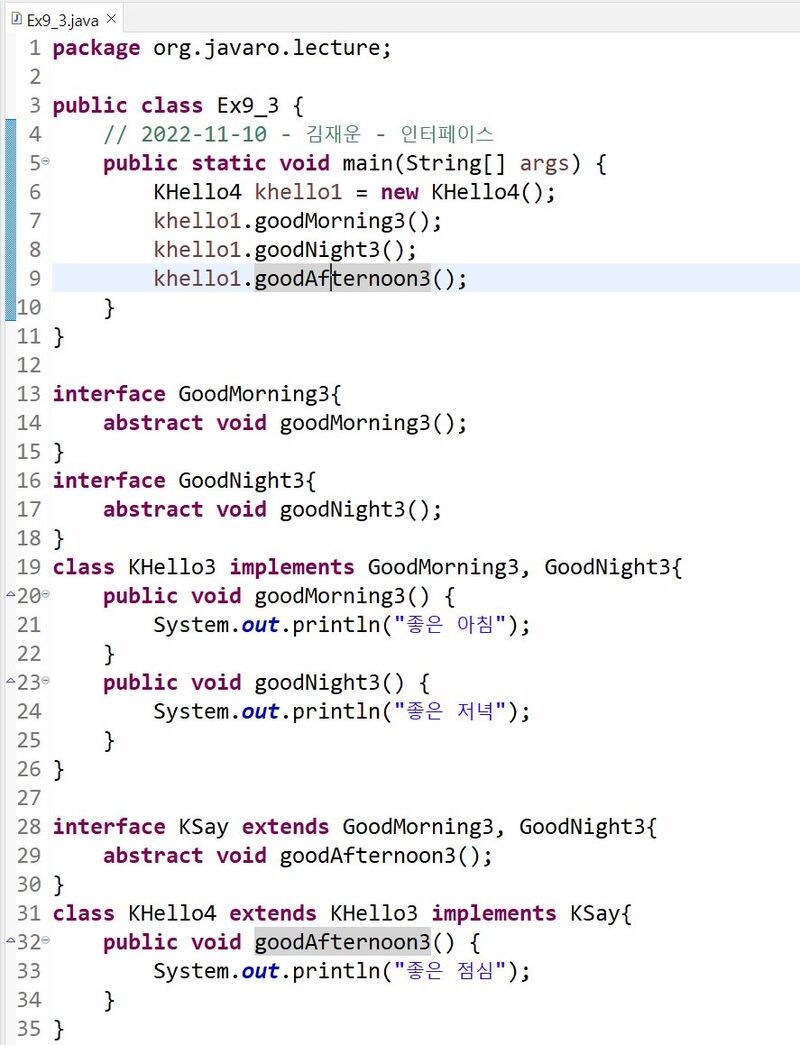 Ex9_3.java
1 package org.javaro.lecture;
2
3 public class Ex9_3 {
4     // 2022-11-10 - 김재운 - 인터페이스
5     public static void main(String[] args) {
6         KHello4 khello1 = new KHello4();
7         khello1.goodMorning3();
8         khello1.goodNight3();
9         khello1.goodAfternoon3();
10     }
11 }
12
13 interface GoodMorning3{
14     abstract void goodMorning3();
15 }
16 interface GoodNight3{
17     abstract void goodNight3();
18 }
19 class KHello3 implements GoodMorning3, GoodNight3{
20     public void goodMorning3() {
21         System.out.println("좋은 아침");
22     }
23     public void goodNight3() {
24         System.out.println("좋은 저녁");
25     }
26 }
27
28 interface KSay extends GoodMorning3, GoodNight3{
29     abstract void goodAfternoon3();
30 }
31 class KHello4 extends KHello3 implements KSay{
32     public void goodAfternoon3() {
33         System.out.println("좋은 점심");
34     }
35 }